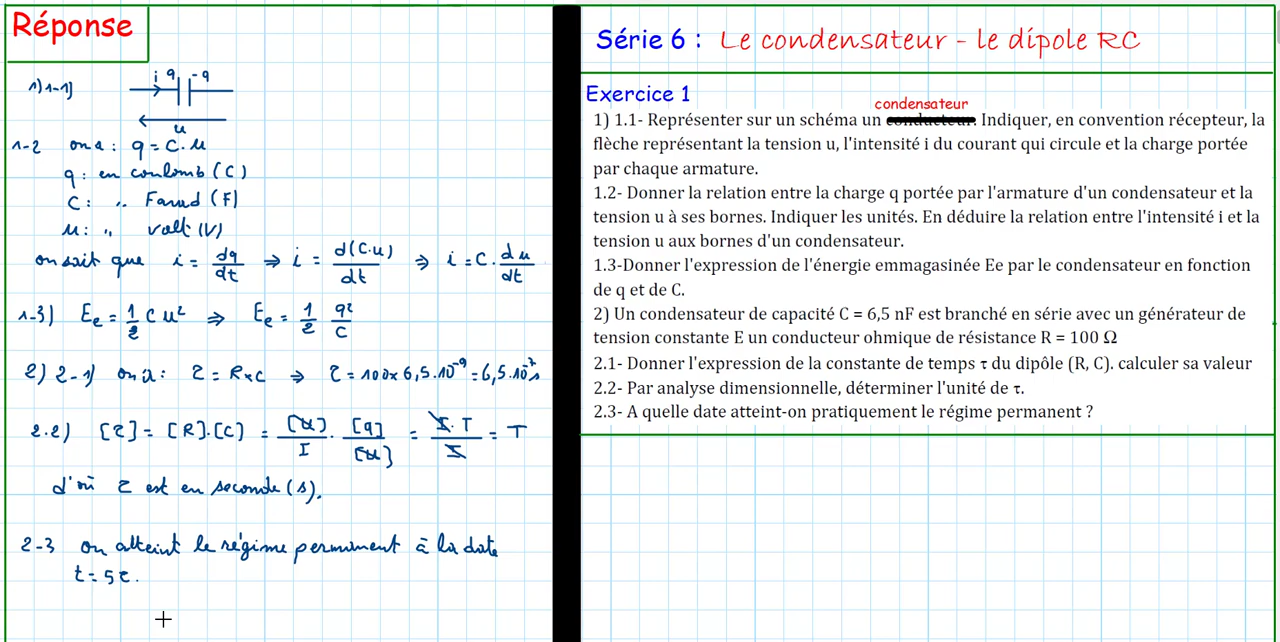 Réponse
1) 1-1)
i q -q
u
1-2 on a : q = C.u
q : en coulomb (C)
C : " Farad (F)
u : " volt (V)
on sait que i = dq/dt ⇒ i = d(C.u)/dt ⇒ i = C.du/dt
1-3) Ee = 1/2 C u² ⇒ Ee = 1/2 q²/C
2) 2-1) on a : τ = R×C ⇒ τ = 100 x 6,5.10⁻⁹ = 6,5.10⁻⁷s
2.2) [τ] = [R].[C] = [u]/I . [q]/[u] = I.T/I = T
d'où τ est en seconde (s).
2-3 on atteint le régime permanent à la date
t = 5τ.
Série 6 : Le condensateur - le dipole RC
Exercice 1
condensateur
1) 1.1- Représenter sur un schéma un conducteur. Indiquer, en convention récepteur, la
flèche représentant la tension u, l'intensité i du courant qui circule et la charge portée
par chaque armature.
1.2- Donner la relation entre la charge q portée par l'armature d'un condensateur et la
tension u à ses bornes. Indiquer les unités. En déduire la relation entre l'intensité i et la
tension u aux bornes d'un condensateur.
1.3-Donner l'expression de l'énergie emmagasinée Ee par le condensateur en fonction
de q et de C.
2) Un condensateur de capacité C = 6,5 nF est branché en série avec un générateur de
tension constante E un conducteur ohmique de résistance R = 100 Ω
2.1- Donner l'expression de la constante de temps τ du dipôle (R, C). calculer sa valeur
2.2- Par analyse dimensionnelle, déterminer l'unité de τ.
2.3- A quelle date atteint-on pratiquement le régime permanent ?